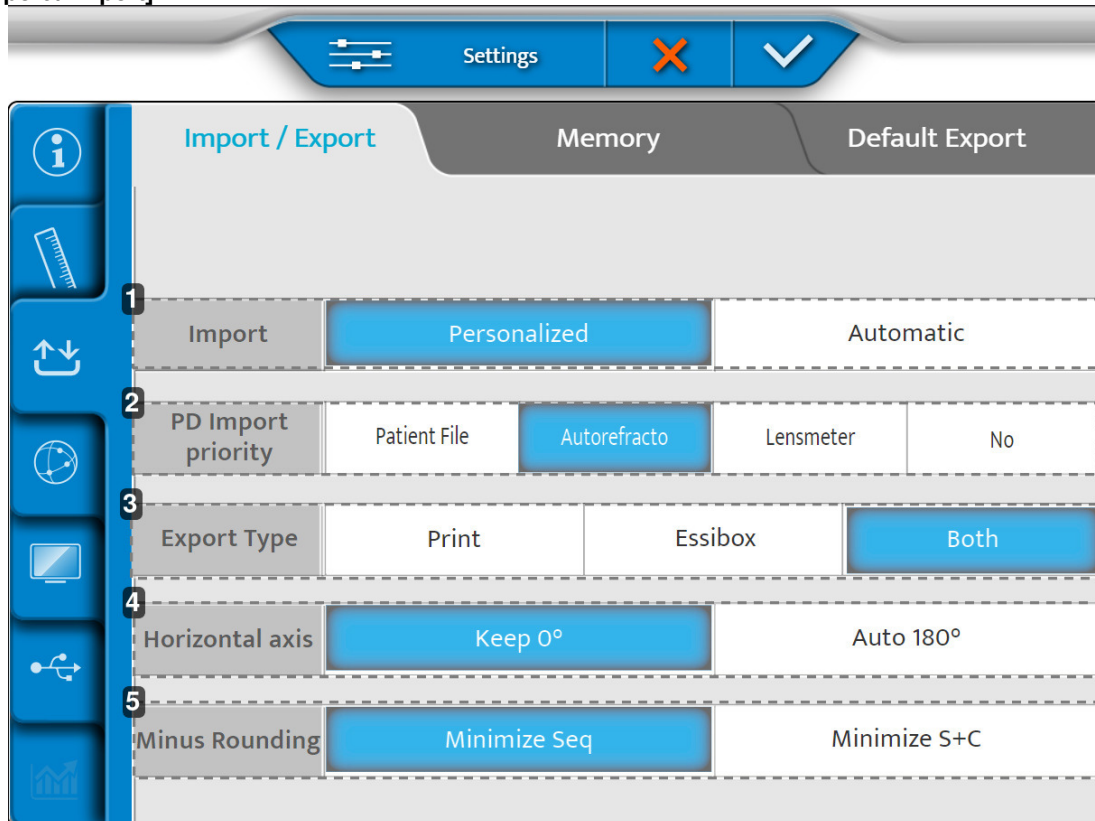 Settings
Import / Export Memory Default Export
1
Import Personalized Automatic
2
PD Import
priority Patient File Autorefracto Lensmeter No
3
Export Type Print Essibox Both
4
Horizontal axis Keep 0° Auto 180°
5
Minus Rounding Minimize Seq Minimize S+C